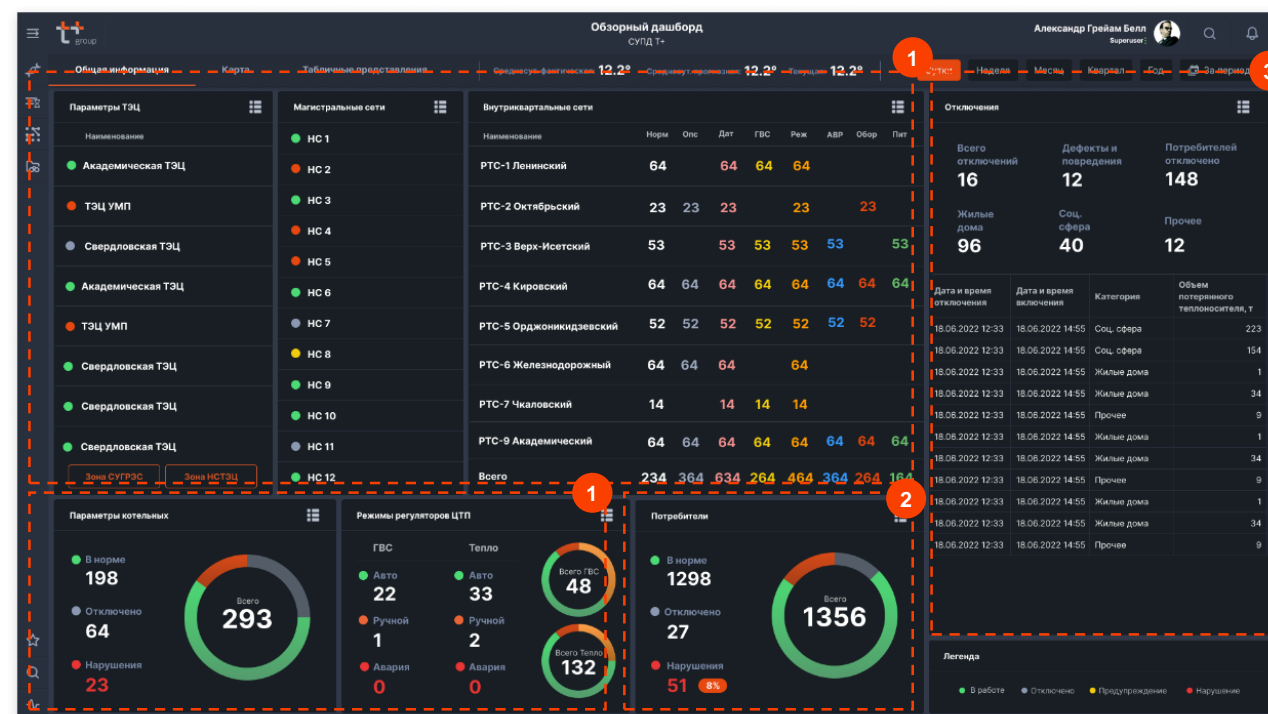 t+ group
Обзорный дашборд
СУПД Т+
Александр Грейам Белл
Superuser
Общая информация
Карта
Табличные представления
Среднесут. фактическая 12.2°
Среднесут. прогнозная 12.2°
Текущая 12.2°
1
Сутки
Неделя
Месяц
Квартал
Год
За период
3
Параметры ТЭЦ
Наименование
Академическая ТЭЦ
ТЭЦ УМП
Свердловская ТЭЦ
Академическая ТЭЦ
ТЭЦ УМП
Свердловская ТЭЦ
Свердловская ТЭЦ
Свердловская ТЭЦ
Зона СУГРЭС
Зона НСТЭЦ
Магистральные сети
НС 1
НС 2
НС 3
НС 4
НС 5
НС 6
НС 7
НС 8
НС 9
НС 10
НС 11
НС 12
Внутриквартальные сети
Наименование Норм Опс Дат ГВС Реж АВР Обор Пит
РТС-1 Ленинский 64 64 64 64
РТС-2 Октябрьский 23 23 23 23 23
РТС-3 Верх-Исетский 53 53 53 53 53 53
РТС-4 Кировский 64 64 64 64 64 64 64 64
РТС-5 Орджоникидзевский 52 52 52 52 52 52 52
РТС-6 Железнодорожный 64 64 64 64
РТС-7 Чкаловский 14 14 14 14
РТС-9 Академический 64 64 64 64 64 64 64 64
Всего 234 364 634 264 464 364 264 164
Отключения
Всего отключений
16
Дефекты и повредения
12
Потребителей отключено
148
Жилые дома
96
Соц. сфера
40
Прочее
12
Дата и время отключения
Дата и время включения
Категория
Объем потерянного теплоносителя, т
18.06.2022 12:33 18.06.2022 14:55 Соц. сфера 223
18.06.2022 12:33 18.06.2022 14:55 Соц. сфера 154
18.06.2022 12:33 18.06.2022 14:55 Жилые дома 1
18.06.2022 12:33 18.06.2022 14:55 Жилые дома 34
18.06.2022 12:33 18.06.2022 14:55 Прочее 9
18.06.2022 12:33 18.06.2022 14:55 Жилые дома 1
18.06.2022 12:33 18.06.2022 14:55 Жилые дома 34
18.06.2022 12:33 18.06.2022 14:55 Прочее 9
18.06.2022 12:33 18.06.2022 14:55 Жилые дома 1
18.06.2022 12:33 18.06.2022 14:55 Жилые дома 34
18.06.2022 12:33 18.06.2022 14:55 Прочее 9
Параметры котельных
В норме
198
Отключено
64
Нарушения
23
Всего
293
1
Режимы регуляторов ЦТП
ГВС
Авто
22
Ручной
1
Авария
0
Тепло
Авто
33
Ручной
2
Авария
0
Всего ГВС
48
Всего Тепло
132
2
Потребители
В норме
1298
Отключено
27
Нарушения
51 8%
Всего
1356
Легенда
В работе
Отключено
Предупреждение
Нарушение